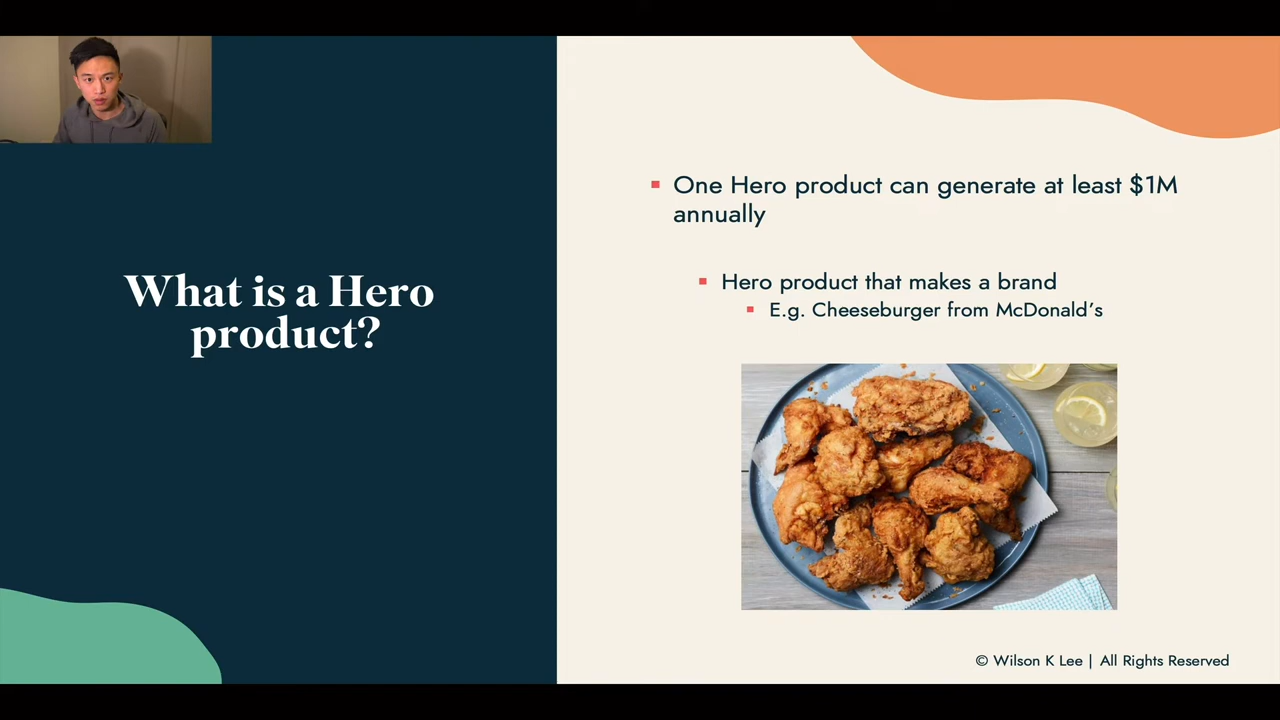 What is a Hero
product?
One Hero product can generate at least $1M
annually
Hero product that makes a brand
E.g. Cheeseburger from McDonald’s
© Wilson K Lee | All Rights Reserved